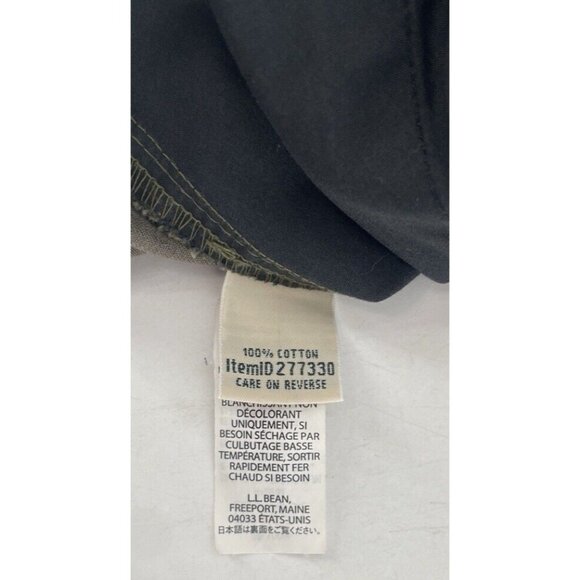 100% COTTON
ItemID 277330
CARE ON REVERSE
BLANCHISSANT NON
DÉCOLORANT
UNIQUEMENT, SI
BESOIN SÉCHAGE PAR
CULBUTAGE BASSE
TEMPÉRATURE, SORTIR
RAPIDEMENT FER
CHAUD SI BESOIN
L.L.BEAN,
FREEPORT, MAINE
04033 ÉTATS-UNIS
日本語は裏面をご覧ください。